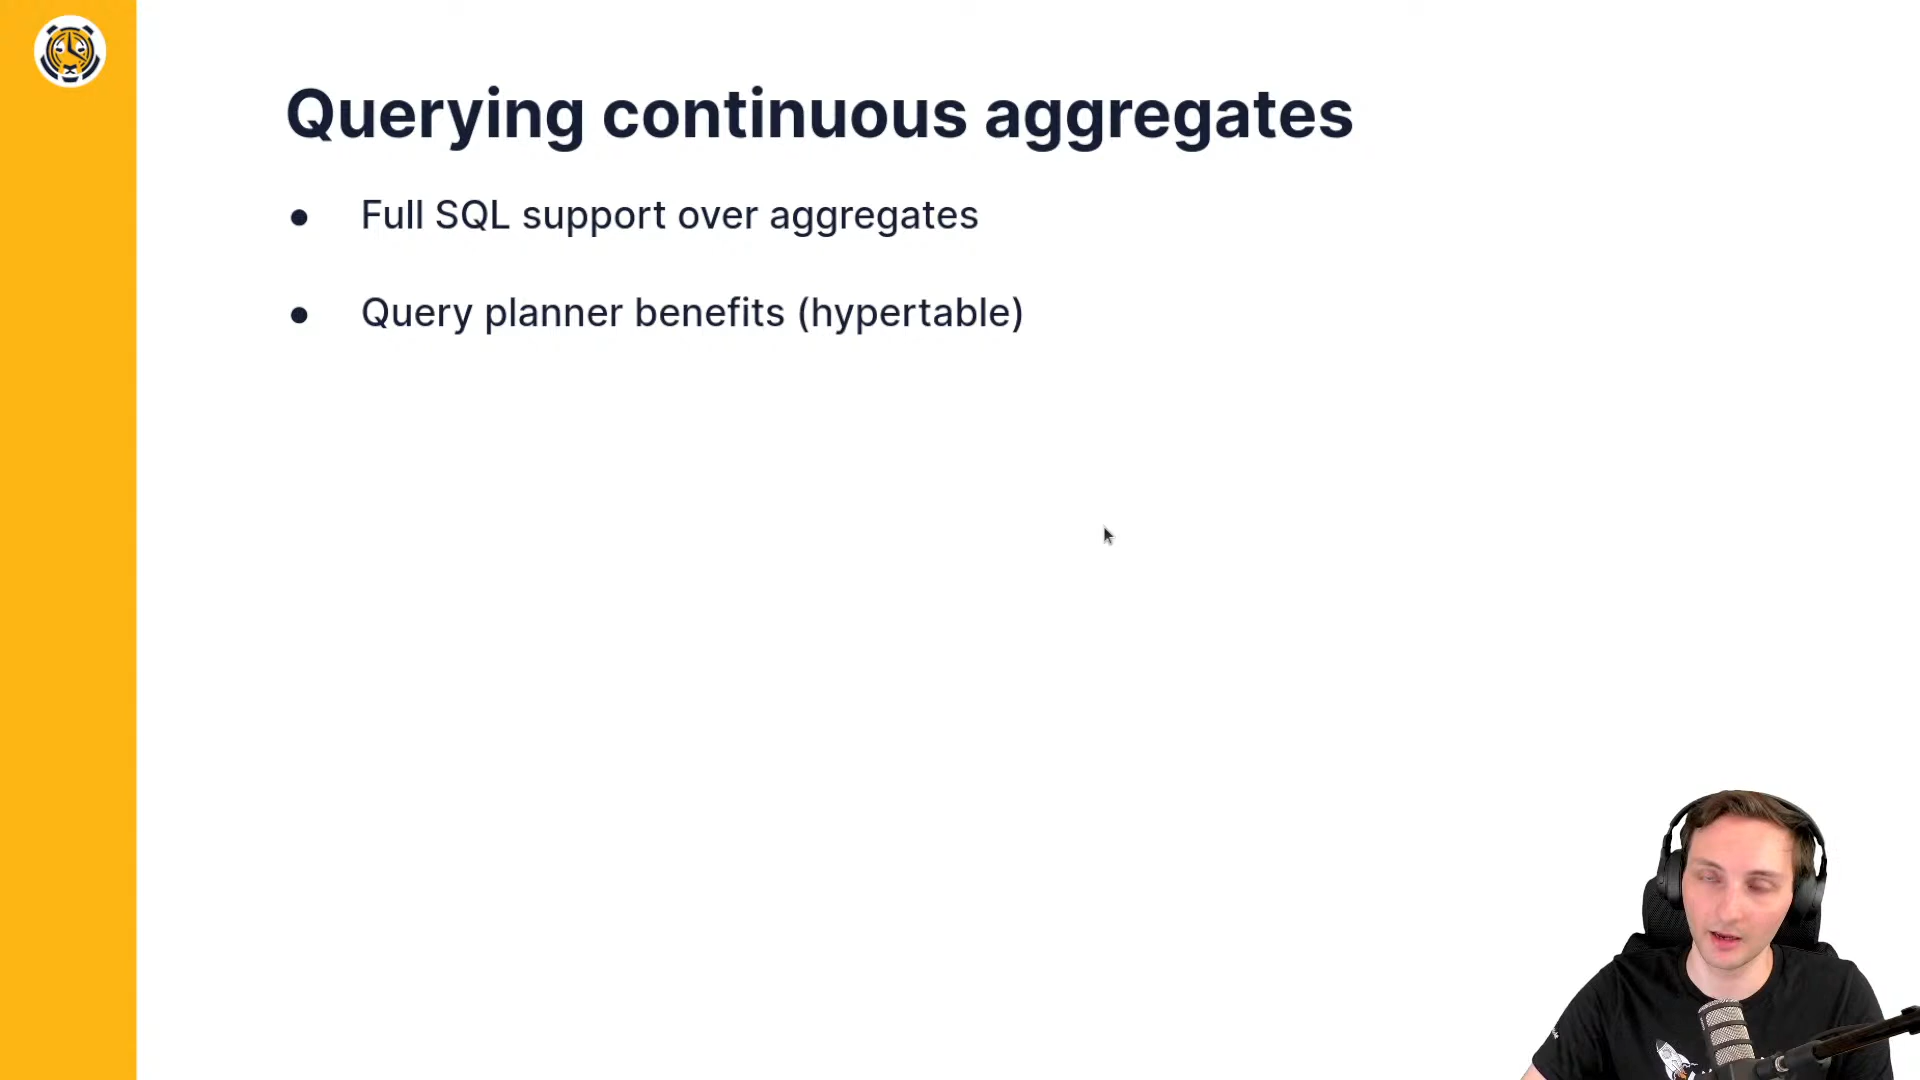 Querying continuous aggregates
● Full SQL support over aggregates
● Query planner benefits (hypertable)